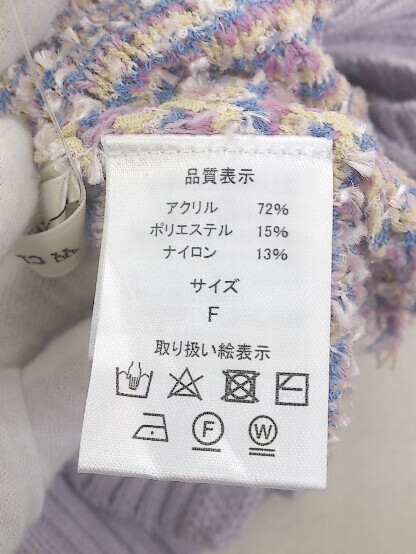 品質表示
アクリル 72%
ポリエステル 15%
ナイロン 13%
サイズ
F
取り扱い絵表示
F W